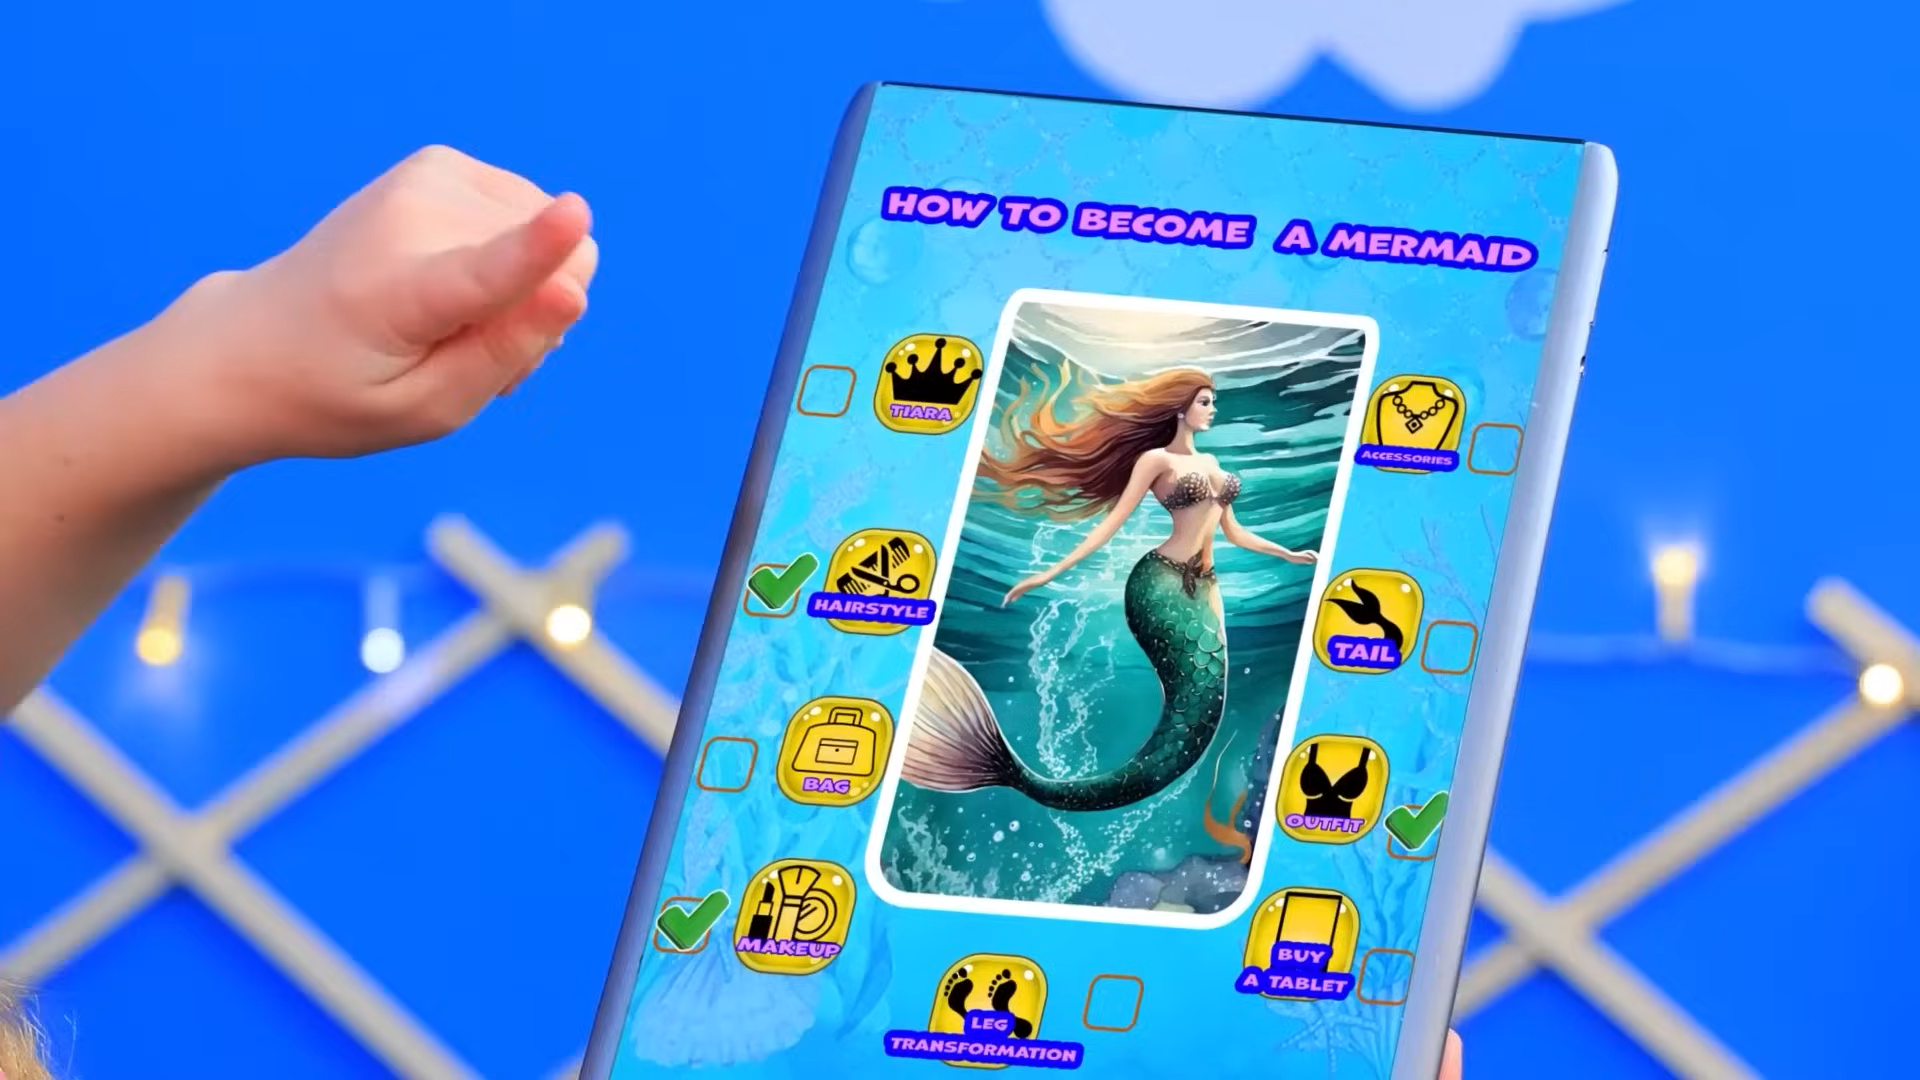 HOW TO BECOME A MERMAID
TIARA
ACCESSORIES
HAIRSTYLE
TAIL
BAG
OUTFIT
MAKEUP
BUY
A TABLET
LEG
TRANSFORMATION